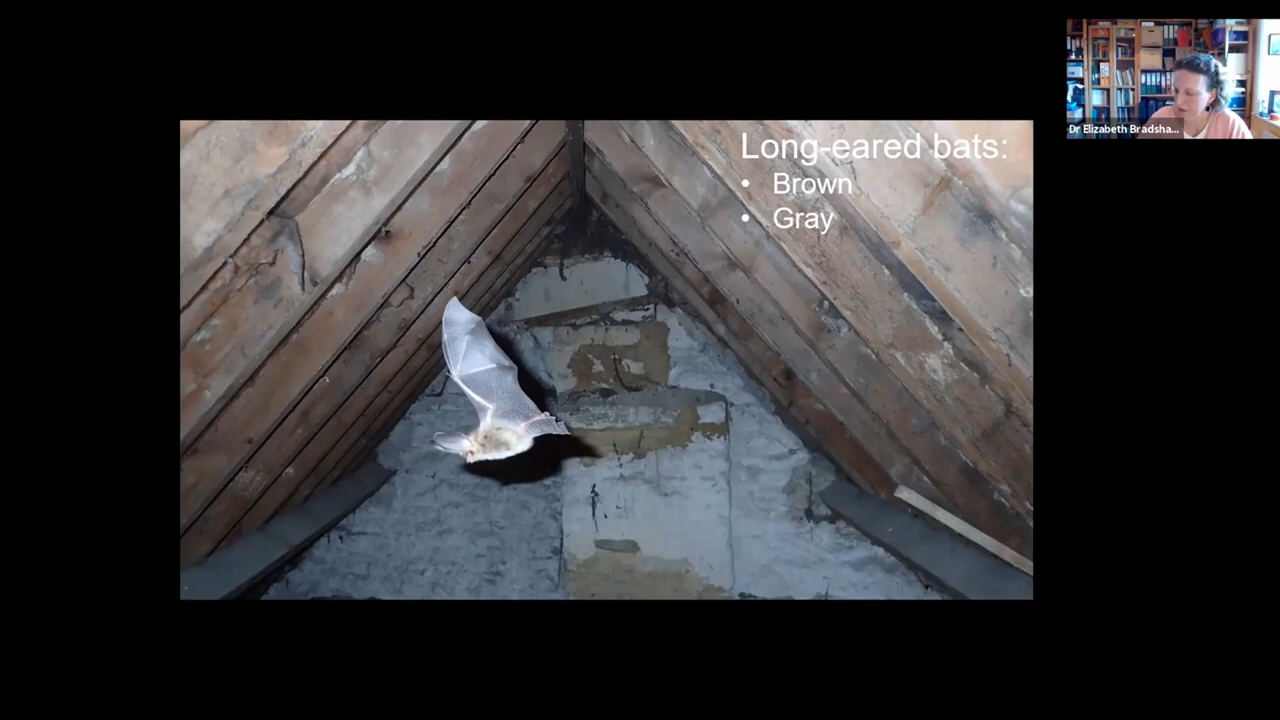 Long-eared bats:
• Brown
• Gray
Dr Elizabeth Bradsha...